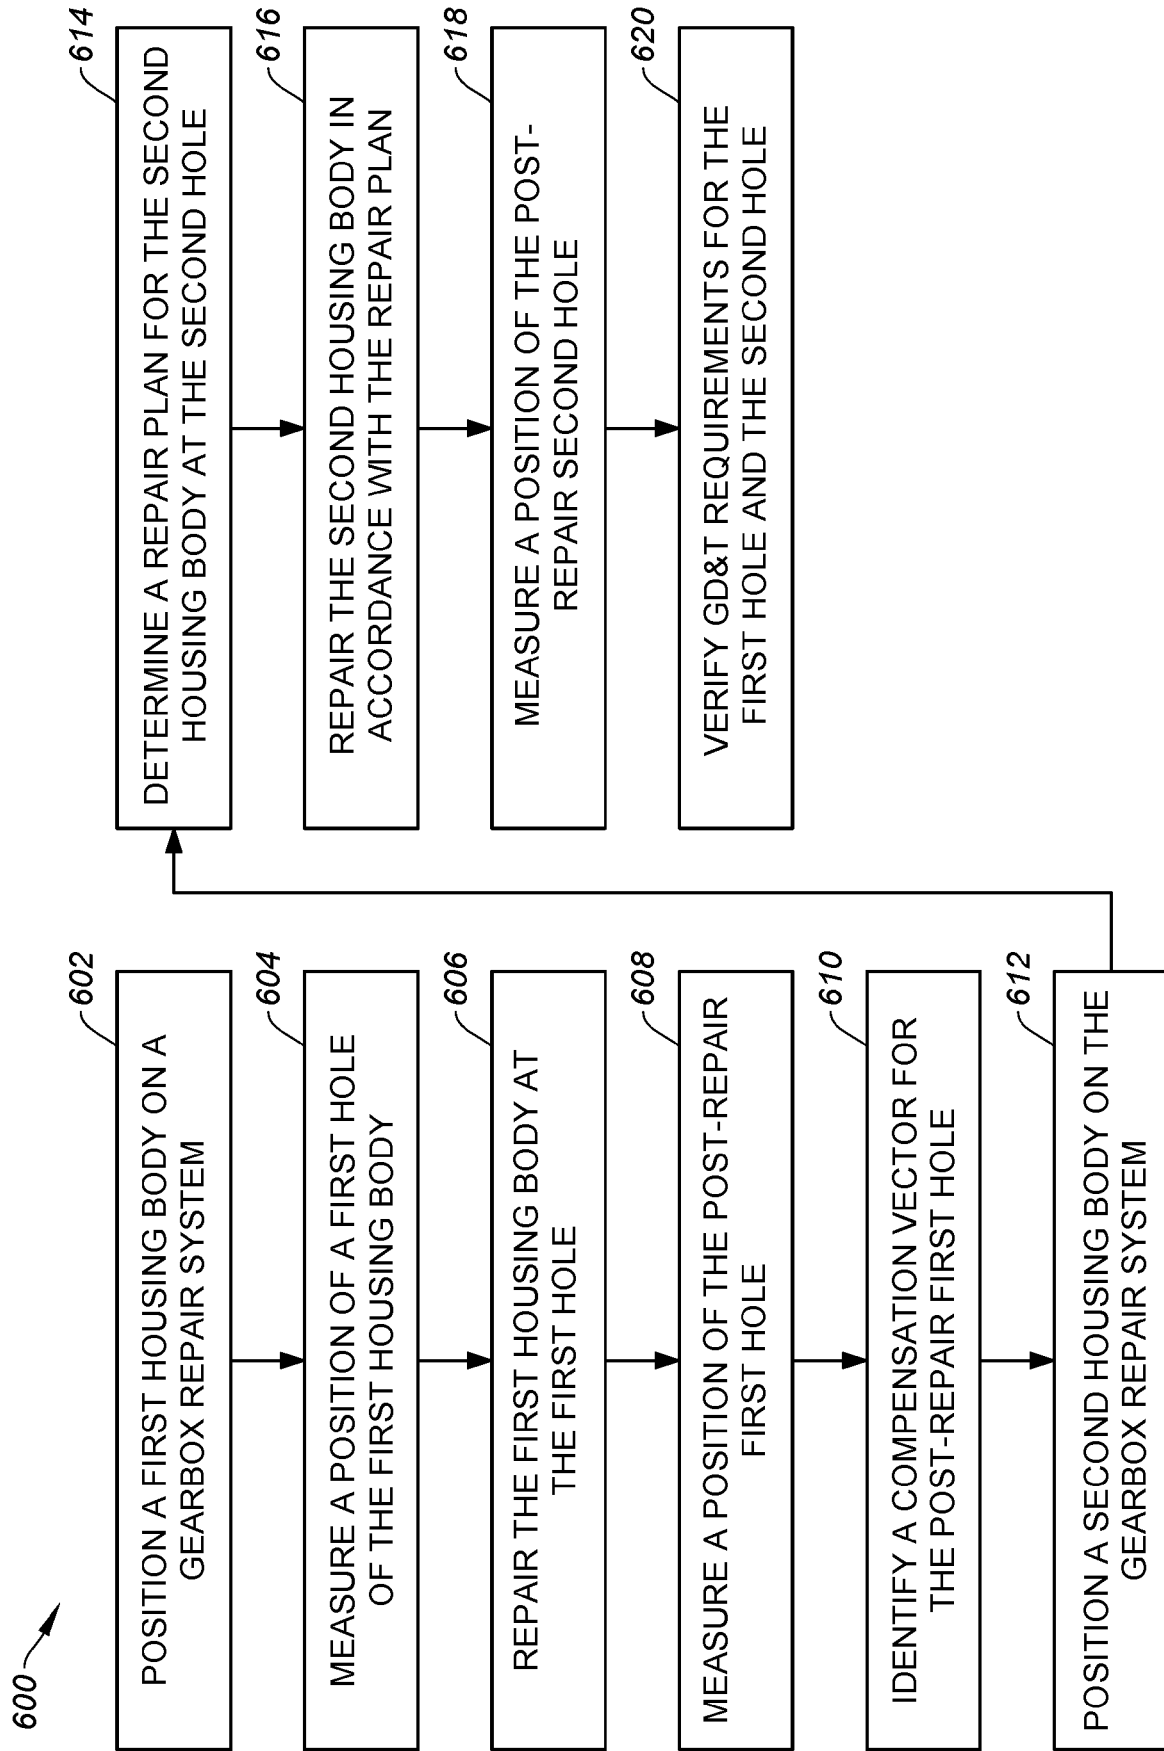 600
602
POSITION A FIRST HOUSING BODY ON A
GEARBOX REPAIR SYSTEM
604
MEASURE A POSITION OF A FIRST HOLE
OF THE FIRST HOUSING BODY
606
REPAIR THE FIRST HOUSING BODY AT
THE FIRST HOLE
608
MEASURE A POSITION OF THE POST-REPAIR
FIRST HOLE
610
IDENTIFY A COMPENSATION VECTOR FOR
THE POST-REPAIR FIRST HOLE
612
POSITION A SECOND HOUSING BODY ON THE
GEARBOX REPAIR SYSTEM
614
DETERMINE A REPAIR PLAN FOR THE SECOND
HOUSING BODY AT THE SECOND HOLE
616
REPAIR THE SECOND HOUSING BODY IN
ACCORDANCE WITH THE REPAIR PLAN
618
MEASURE A POSITION OF THE POST-
REPAIR SECOND HOLE
620
VERIFY GD&T REQUIREMENTS FOR THE
FIRST HOLE AND THE SECOND HOLE